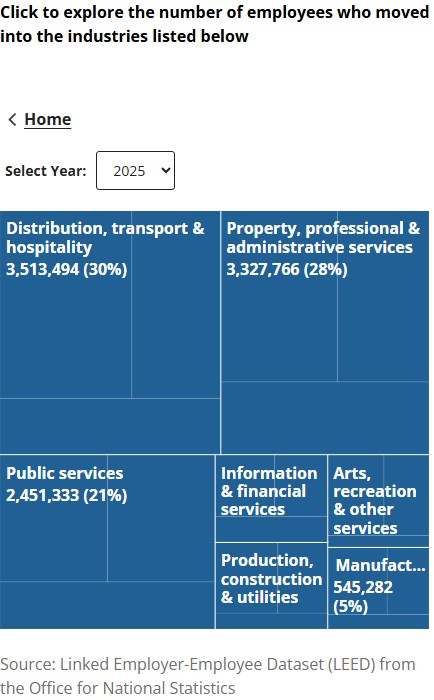 Click to explore the number of employees who moved
into the industries listed below
Home
Select Year: 2025
Distribution, transport &
hospitality
3,513,494 (30%)
Property, professional &
administrative services
3,327,766 (28%)
Public services
2,451,333 (21%)
Information
& financial
services
Arts,
recreation
& other
services
Production,
construction
& utilities
Manufact...
545,282
(5%)
Source: Linked Employer-Employee Dataset (LEED) from
the Office for National Statistics